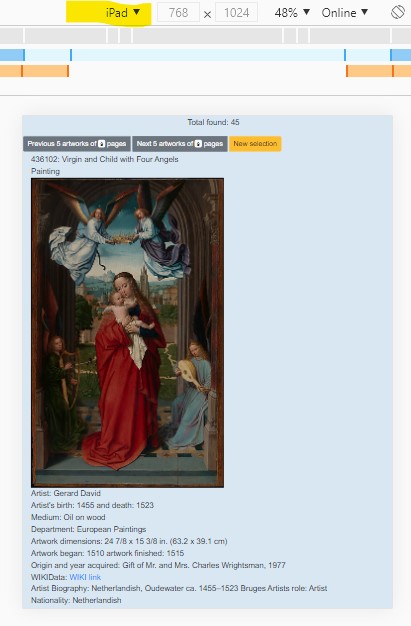 iPad ▼ 768 × 1024 48% ▼ Online ▼
Total found: 45
Previous 5 artworks of pages Next 5 artworks of pages New selection
436102: Virgin and Child with Four Angels
Painting
Artist: Gerard David
Artist's birth: 1455 and death: 1523
Medium: Oil on wood
Department: European Paintings
Artwork dimensions: 24 7/8 x 15 3/8 in. (63.2 x 39.1 cm)
Artwork began: 1510 artwork finished: 1515
Origin and year acquired: Gift of Mr. and Mrs. Charles Wrightsman, 1977
WIKIData: WIKI link
Artist Biography: Netherlandish, Oudewater ca. 1455–1523 Bruges Artists role: Artist
Nationality: Netherlandish